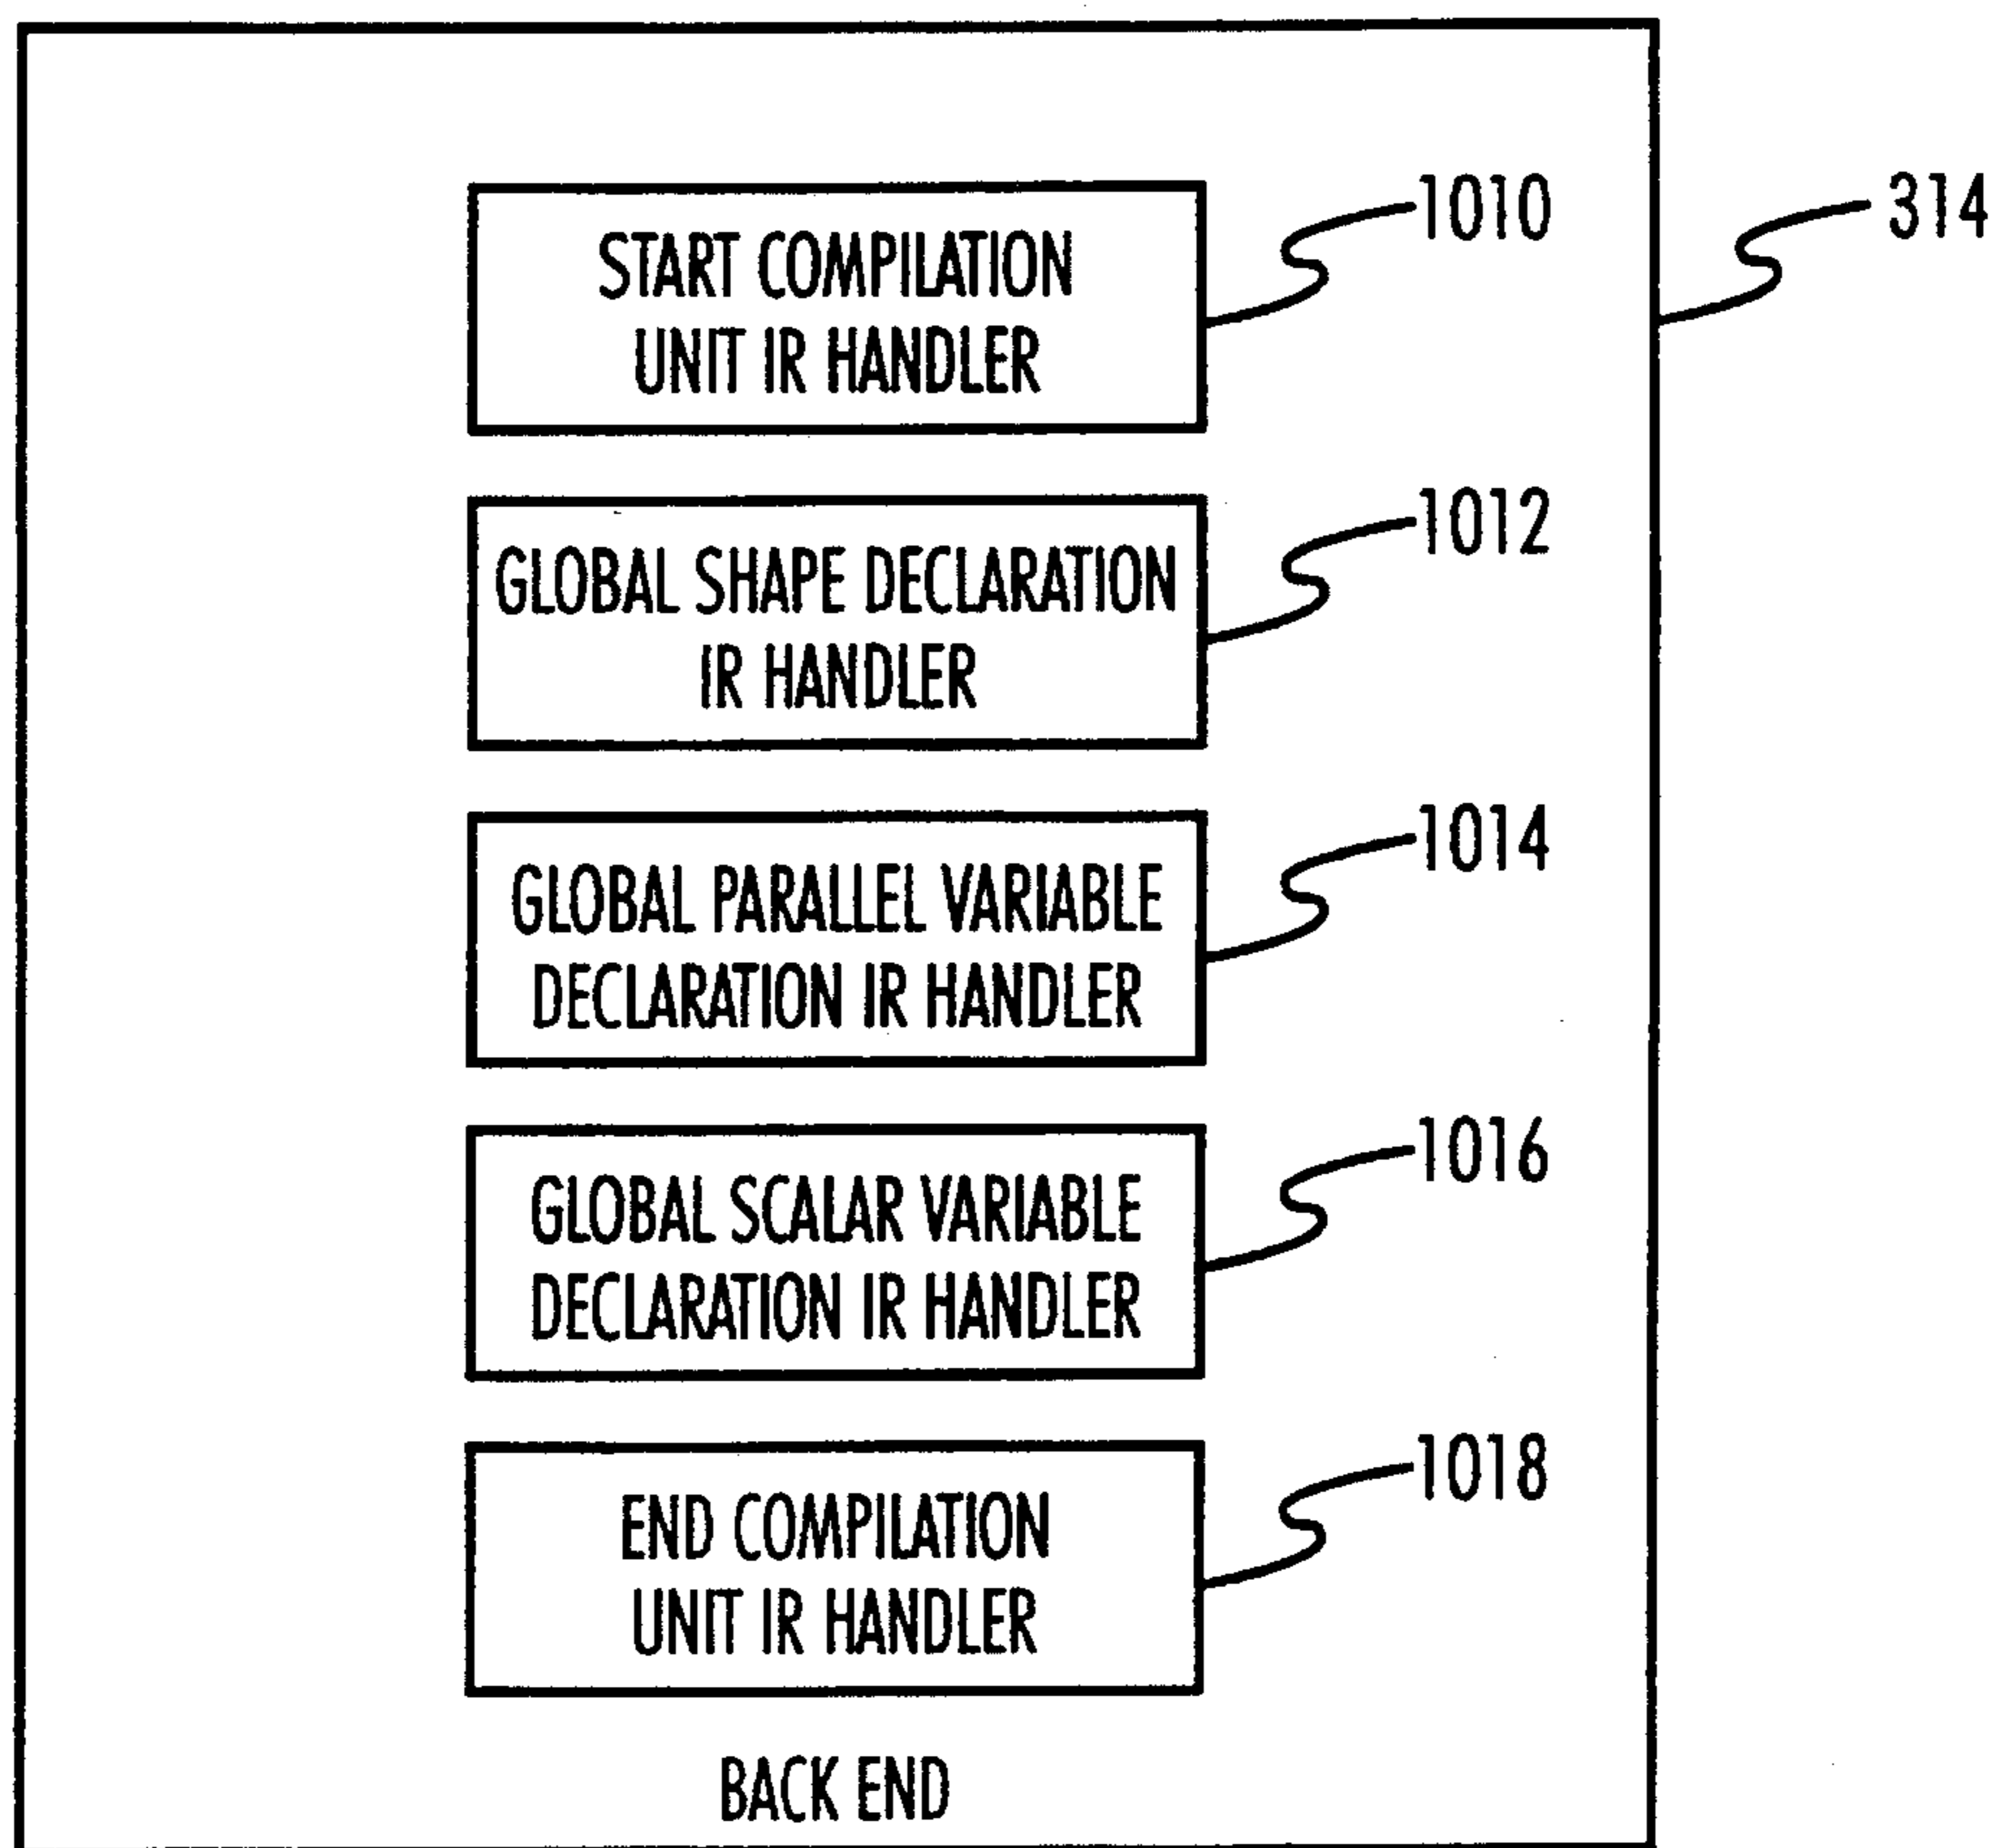 START COMPILATION
UNIT IR HANDLER
1010
314
GLOBAL SHAPE DECLARATION
IR HANDLER
1012
GLOBAL PARALLEL VARIABLE
DECLARATION IR HANDLER
1014
GLOBAL SCALAR VARIABLE
DECLARATION IR HANDLER
1016
END COMPILATION
UNIT IR HANDLER
1018
BACK END